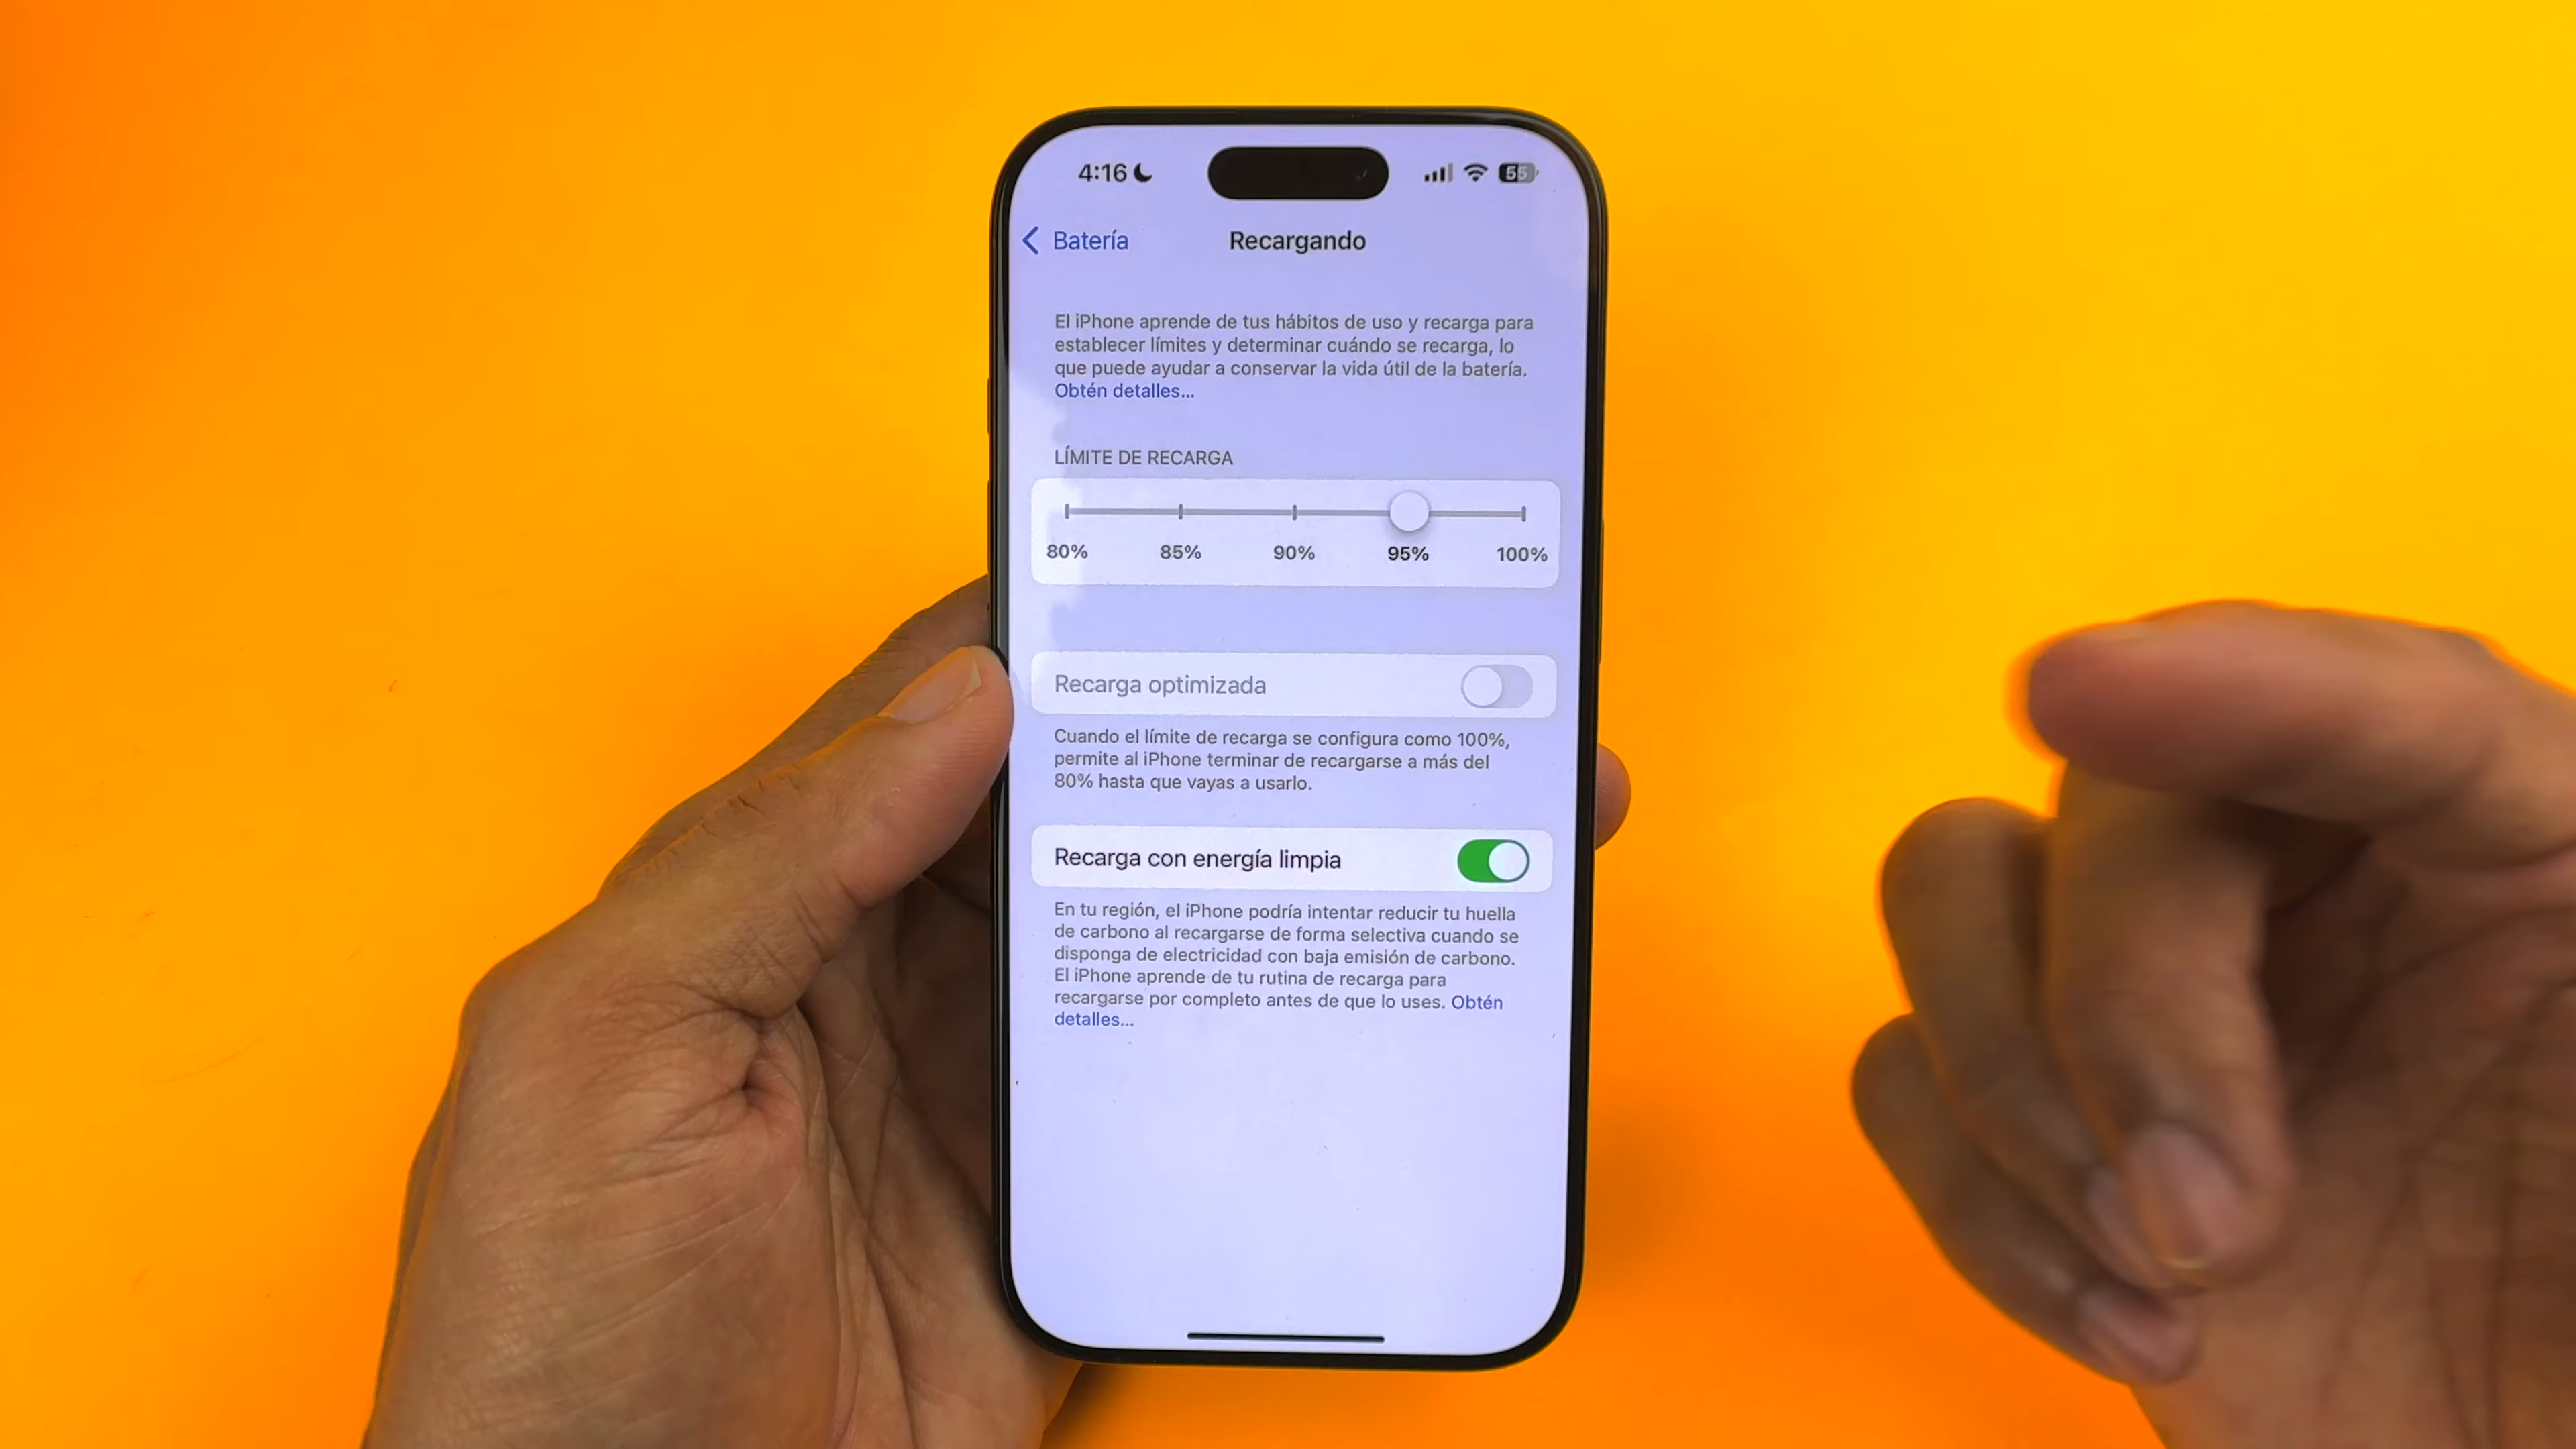 4:16
55
Batería
Recargando
El iPhone aprende de tus hábitos de uso y recarga para
establecer límites y determinar cuándo se recarga, lo
que puede ayudar a conservar la vida útil de la batería.
Obtén detalles...
LÍMITE DE RECARGA
80% 85% 90% 95% 100%
Recarga optimizada
Cuando el límite de recarga se configura como 100%,
permite al iPhone terminar de recargarse a más del
80% hasta que vayas a usarlo.
Recarga con energía limpia
En tu región, el iPhone podría intentar reducir tu huella
de carbono al recargarse de forma selectiva cuando se
disponga de electricidad con baja emisión de carbono.
El iPhone aprende de tu rutina de recarga para
recargarse por completo antes de que lo uses. Obtén
detalles...